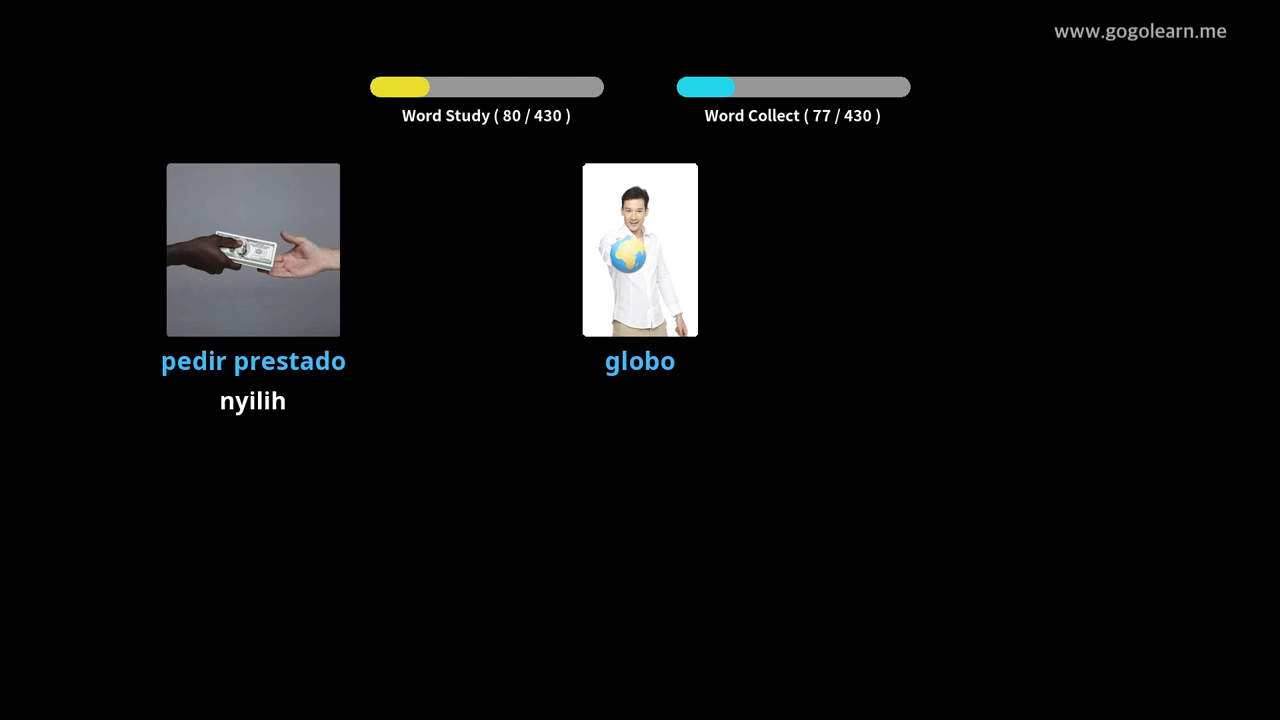 www.gogolearn.me
Word Study ( 80 / 430 )
Word Collect ( 77 / 430 )
pedir prestado
nyilih
globo